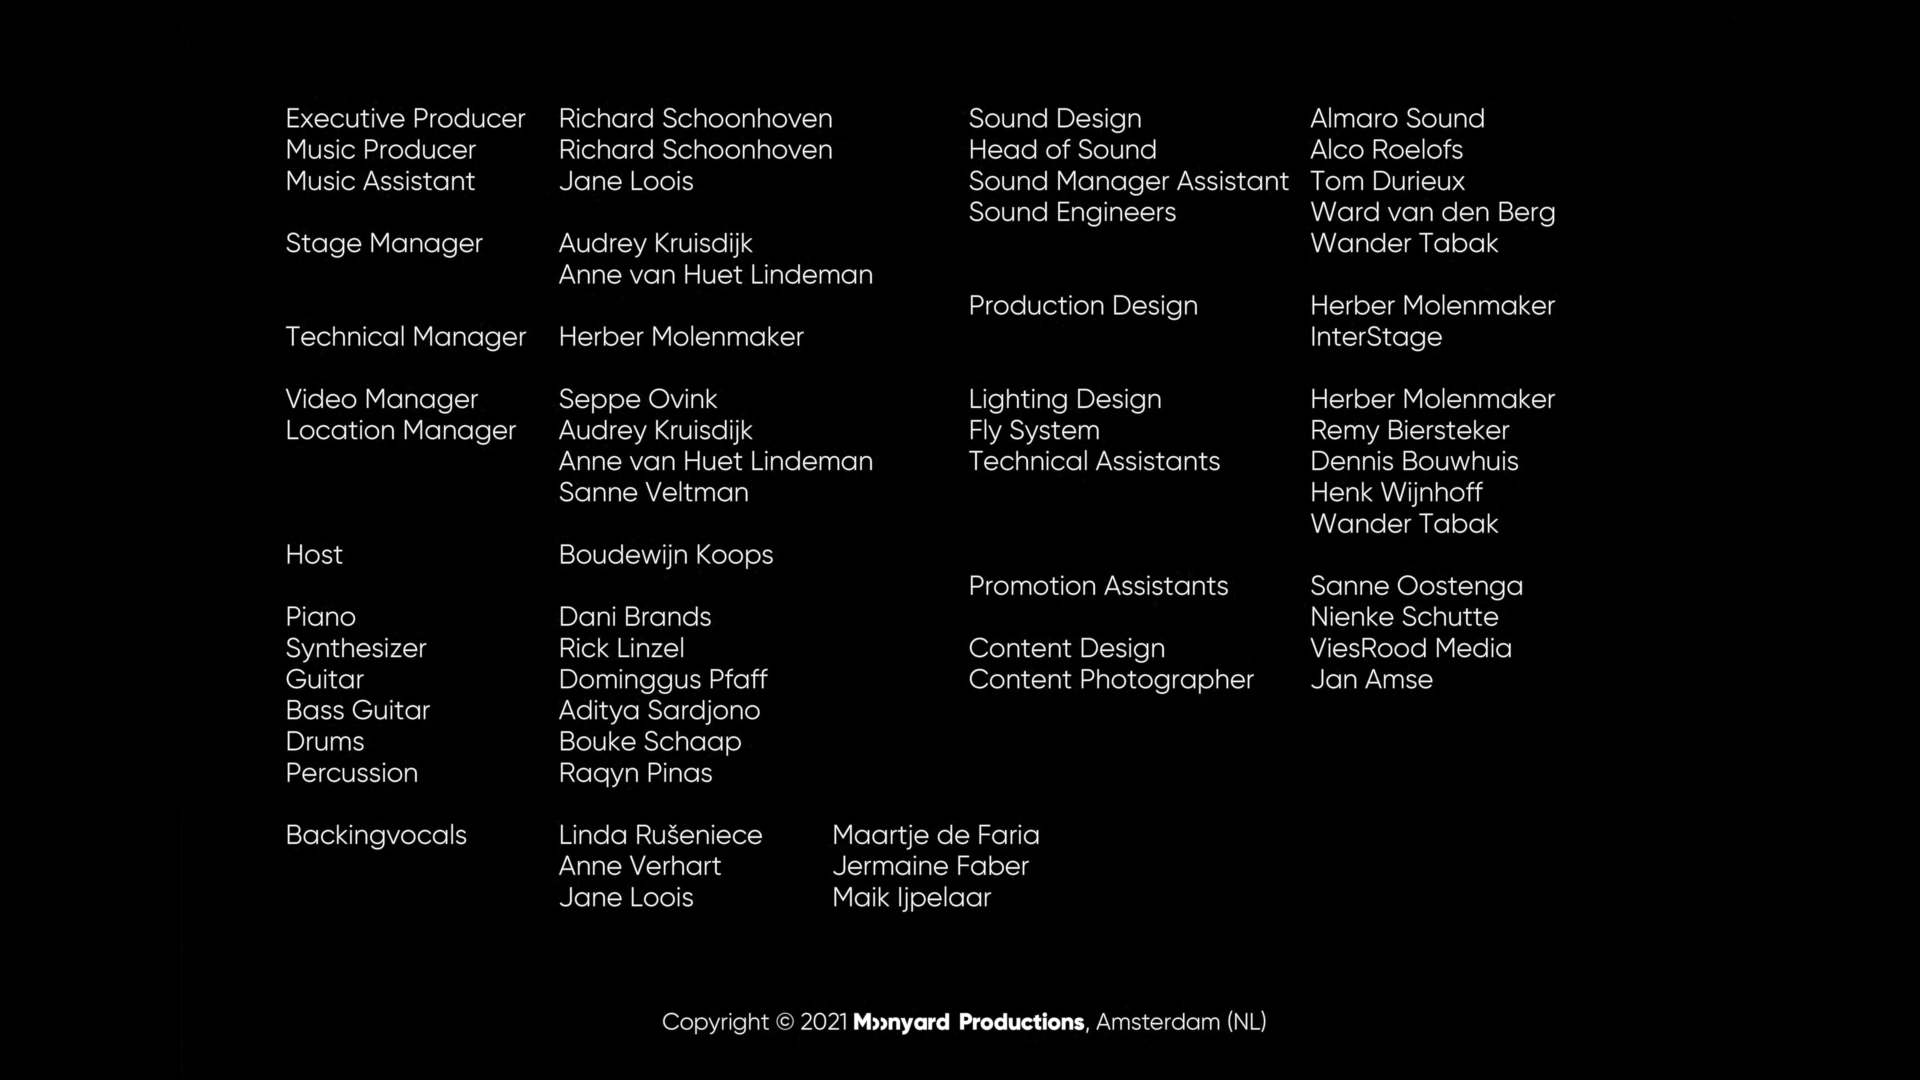 Executive Producer Richard Schoonhoven
Music Producer Richard Schoonhoven
Music Assistant Jane Loois
Stage Manager Audrey Kruisdijk
Anne van Huet Lindeman
Technical Manager Herber Molenmaker
Video Manager Seppe Ovink
Location Manager Audrey Kruisdijk
Anne van Huet Lindeman
Sanne Veltman
Host Boudewijn Koops
Piano Dani Brands
Synthesizer Rick Linzel
Guitar Dominggus Pfaff
Bass Guitar Aditya Sardjono
Drums Bouke Schaap
Percussion Raqyn Pinas
Backingvocals Linda Rušeniece Maartje de Faria
Anne Verhart Jermaine Faber
Jane Loois Maik Ijpelaar
Sound Design Almaro Sound
Head of Sound Alco Roelofs
Sound Manager Assistant Tom Durieux
Sound Engineers Ward van den Berg
Wander Tabak
Production Design Herber Molenmaker
InterStage
Lighting Design Herber Molenmaker
Fly System Remy Biersteker
Technical Assistants Dennis Bouwhuis
Henk Wijnhoff
Wander Tabak
Promotion Assistants Sanne Oostenga
Nienke Schutte
Content Design ViesRood Media
Content Photographer Jan Amse
Copyright © 2021 Moonyard Productions, Amsterdam (NL)